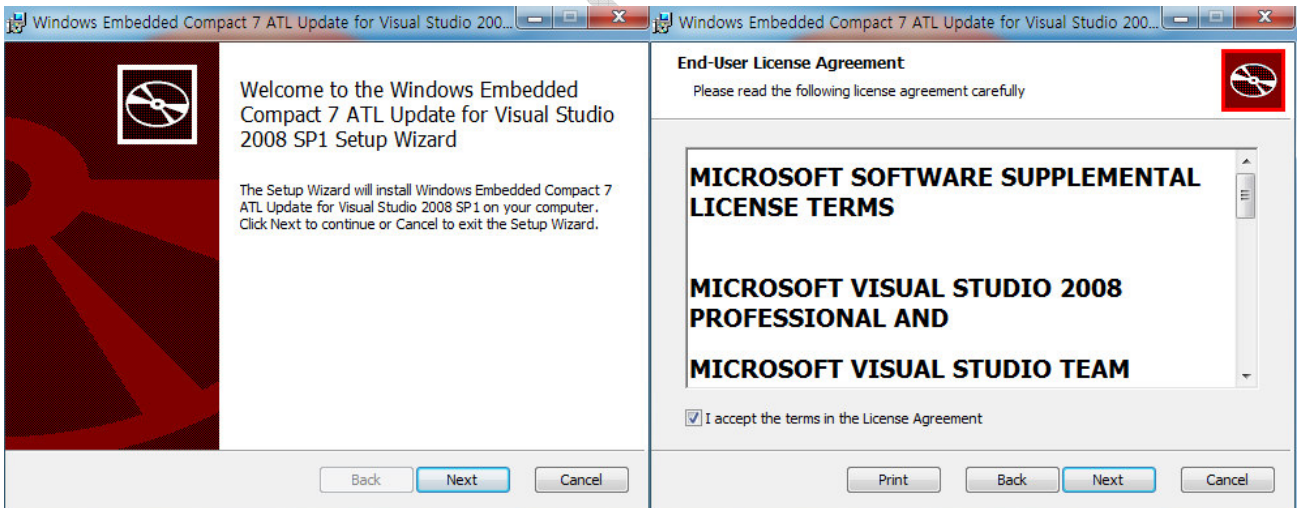 Windows Embedded Compact 7 ATL Update for Visual Studio 200...
Welcome to the Windows Embedded
Compact 7 ATL Update for Visual Studio
2008 SP1 Setup Wizard
The Setup Wizard will install Windows Embedded Compact 7
ATL Update for Visual Studio 2008 SP1 on your computer.
Click Next to continue or Cancel to exit the Setup Wizard.
Back Next Cancel
Windows Embedded Compact 7 ATL Update for Visual Studio 200...
End-User License Agreement
Please read the following license agreement carefully
MICROSOFT SOFTWARE SUPPLEMENTAL
LICENSE TERMS
MICROSOFT VISUAL STUDIO 2008
PROFESSIONAL AND
MICROSOFT VISUAL STUDIO TEAM
I accept the terms in the License Agreement
Print Back Next Cancel